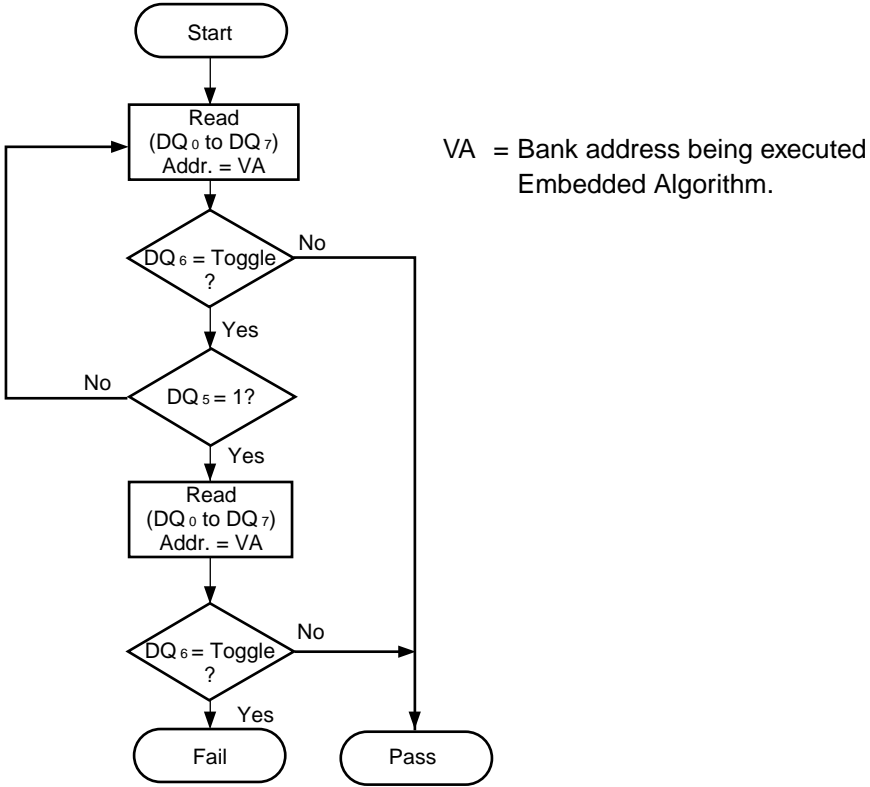 Start
Read
(DQ0 to DQ7)
Addr. = VA
VA = Bank address being executed
Embedded Algorithm.
DQ6 = Toggle
?
No
Yes
DQ5 = 1?
No
Yes
Read
(DQ0 to DQ7)
Addr. = VA
DQ6 = Toggle
?
No
Yes
Fail
Pass